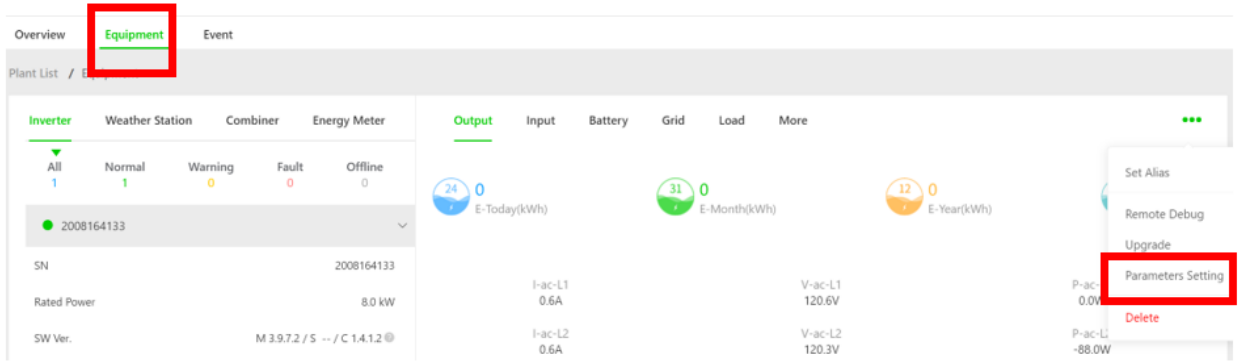 Overview Equipment Event
Plant List /
Inverter Weather Station Combiner Energy Meter
All Normal Warning Fault Offline
1 1 0 0 0
2008164133
SN 2008164133
Rated Power 8.0 kW
SW Ver. M 3.9.7.2 / S -- / C 1.4.1.2
Output Input Battery Grid Load More
24 0
E-Today(kWh)
31 0
E-Month(kWh)
12 0
E-Year(kWh)
I-ac-L1 V-ac-L1
0.6A 120.6V
I-ac-L2 V-ac-L2
0.6A 120.3V
-88.0W
Set Alias
Remote Debug
Upgrade
Parameters Setting
Delete